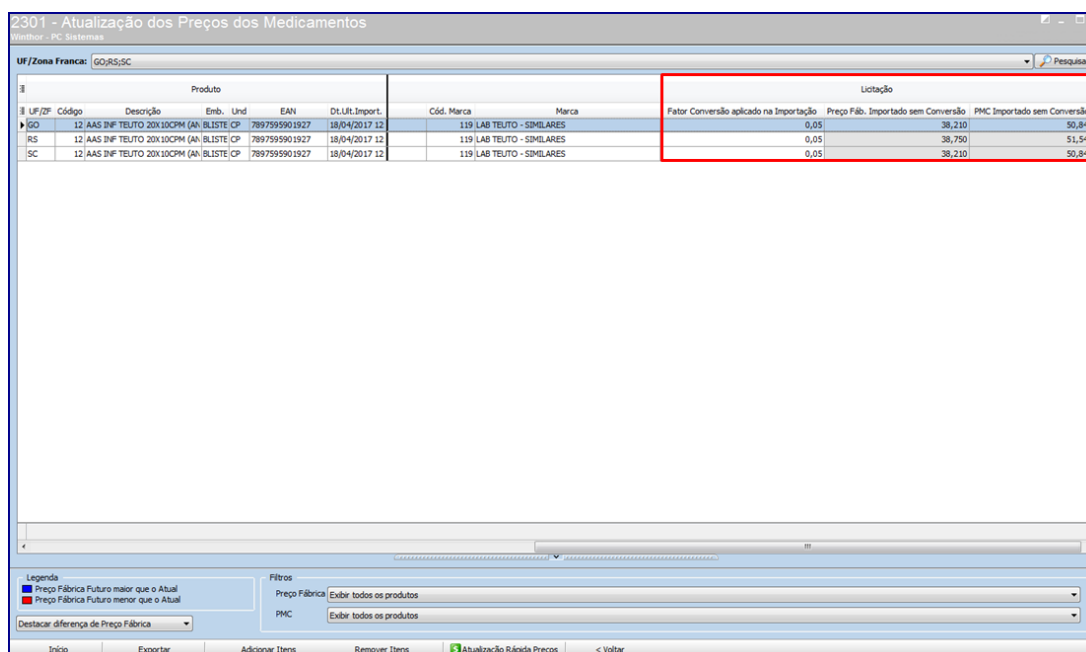 2301 - Atualização dos Preços dos Medicamentos
Winthor - PC Sistemas
UF/Zona Franca: GO;RS;SC Pesquisa
Produto Licitação
UF/ZF Código Descrição Emb. Und EAN Dt.Ult.Import. Cód. Marca Marca Fator Conversão aplicado na Importação Preço Fáb. Importado sem Conversão PMC Importado sem Conversão
GO 12 AAS INF TEUTO 20X10CPM (AN BLISTE CP 7897595901927 18/04/2017 12 119 LAB TEUTO - SIMILARES 0,05 38,210 50,84
RS 12 AAS INF TEUTO 20X10CPM (AN BLISTE CP 7897595901927 18/04/2017 12 119 LAB TEUTO - SIMILARES 0,05 38,750 51,54
SC 12 AAS INF TEUTO 20X10CPM (AN BLISTE CP 7897595901927 18/04/2017 12 119 LAB TEUTO - SIMILARES 0,05 38,210 50,84
Legenda Filtros
Preço Fábrica Futuro maior que o Atual
Preço Fábrica Exibir todos os produtos
Preço Fábrica Futuro menor que o Atual
PMC Exibir todos os produtos
Destacar diferença de Preço Fábrica
Início Exportar Adicionar Itens Remover Itens Atualização Rápida Preços < Voltar